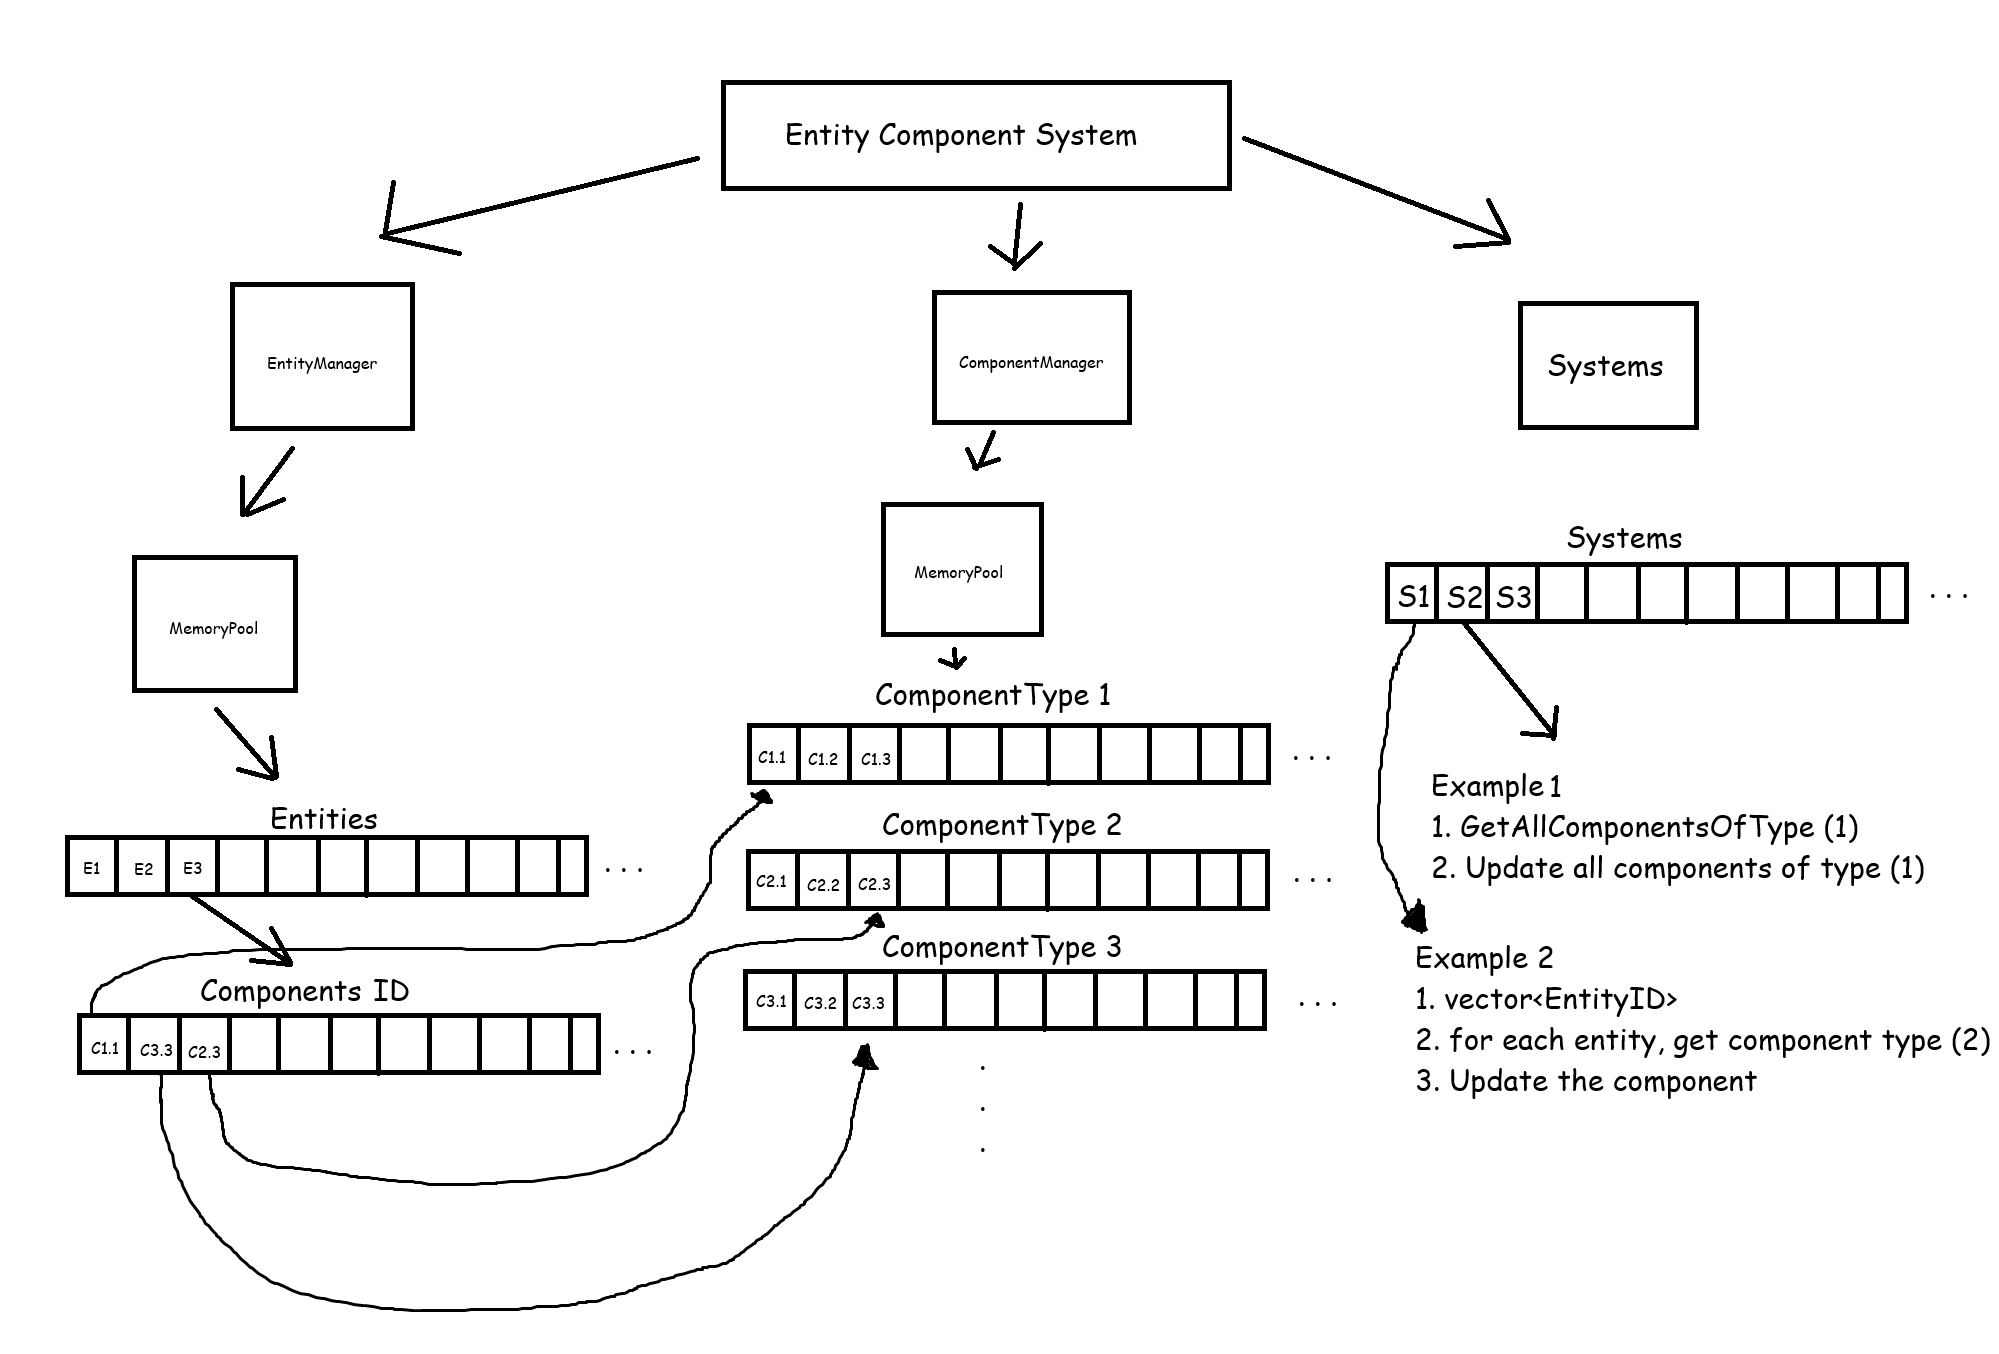 Entity Component System
EntityManager
ComponentManager
Systems
MemoryPool
MemoryPool
Entities
E1 E2 E3 . . .
Components ID
C1.1 C3.3 C2.3 . . .
ComponentType 1
C1.1 C1.2 C1.3 . . .
ComponentType 2
C2.1 C2.2 C2.3 . . .
ComponentType 3
C3.1 C3.2 C3.3 . . .
.
.
.
Systems
S1 S2 S3 . . .
Example 1
1. GetAllComponentsOfType (1)
2. Update all components of type (1)
Example 2
1. vector<EntityID>
2. for each entity, get component type (2)
3. Update the component